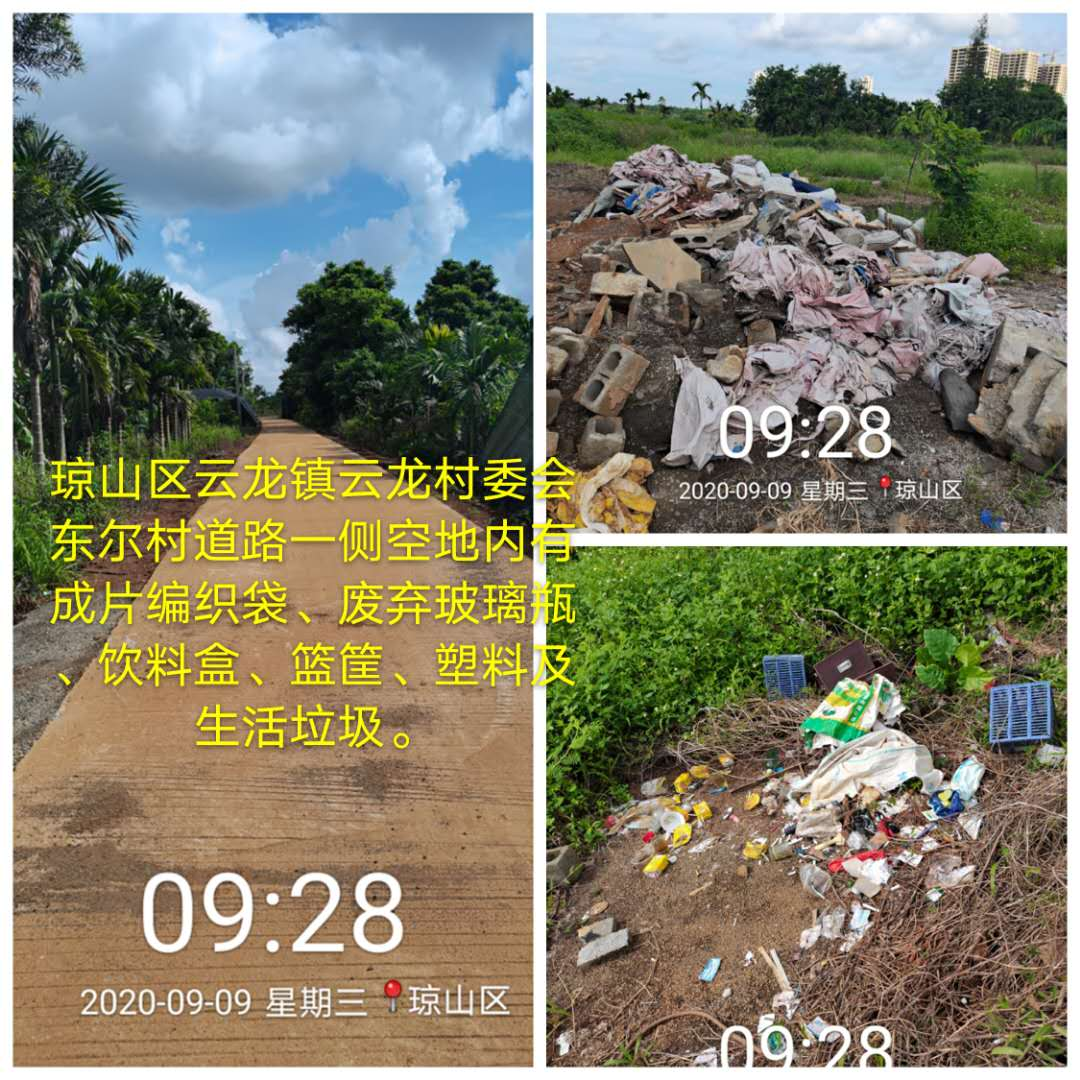 琼山区云龙镇云龙村委会
东尔村道路一侧空地内有
成片编织袋、废弃玻璃瓶
、饮料盒、篮筐、塑料及
生活垃圾。
09:28
2020-09-09 星期三 琼山区
09:28
2020-09-09 星期三 琼山区
09:28